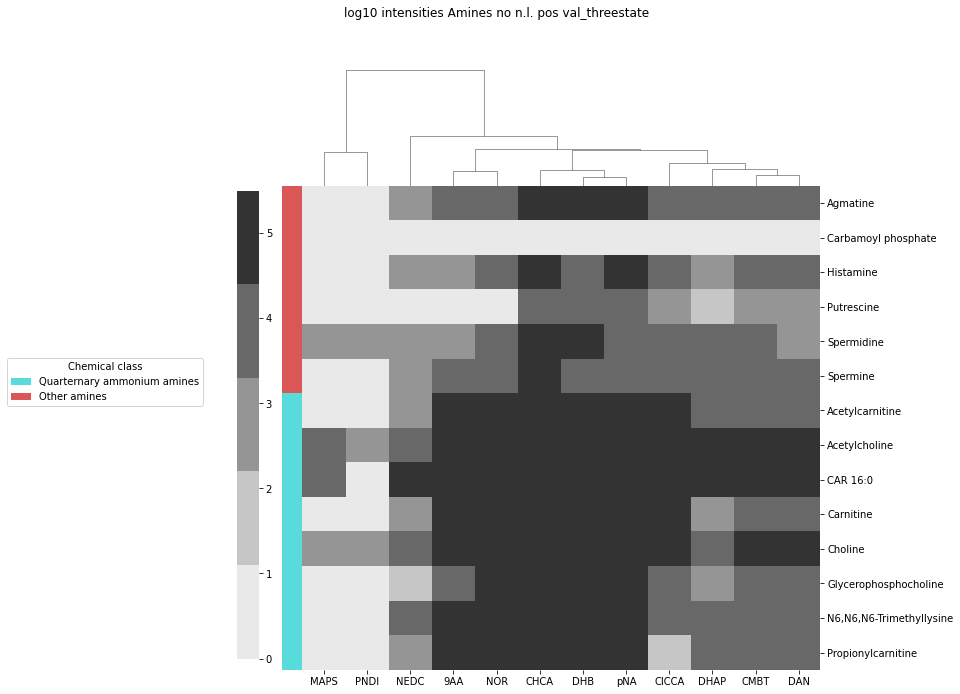 log10 intensities Amines no n.l. pos val_threestate
5
4
3
2
1
0
Chemical class
Quarternary ammonium amines
Other amines
Agmatine
Carbamoyl phosphate
Histamine
Putrescine
Spermidine
Spermine
Acetylcarnitine
Acetylcholine
CAR 16:0
Carnitine
Choline
Glycerophosphocholine
N6,N6,N6-Trimethyllysine
Propionylcarnitine
MAPS PNDI NEDC 9AA NOR CHCA DHB pNA ClCCA DHAP CMBT DAN